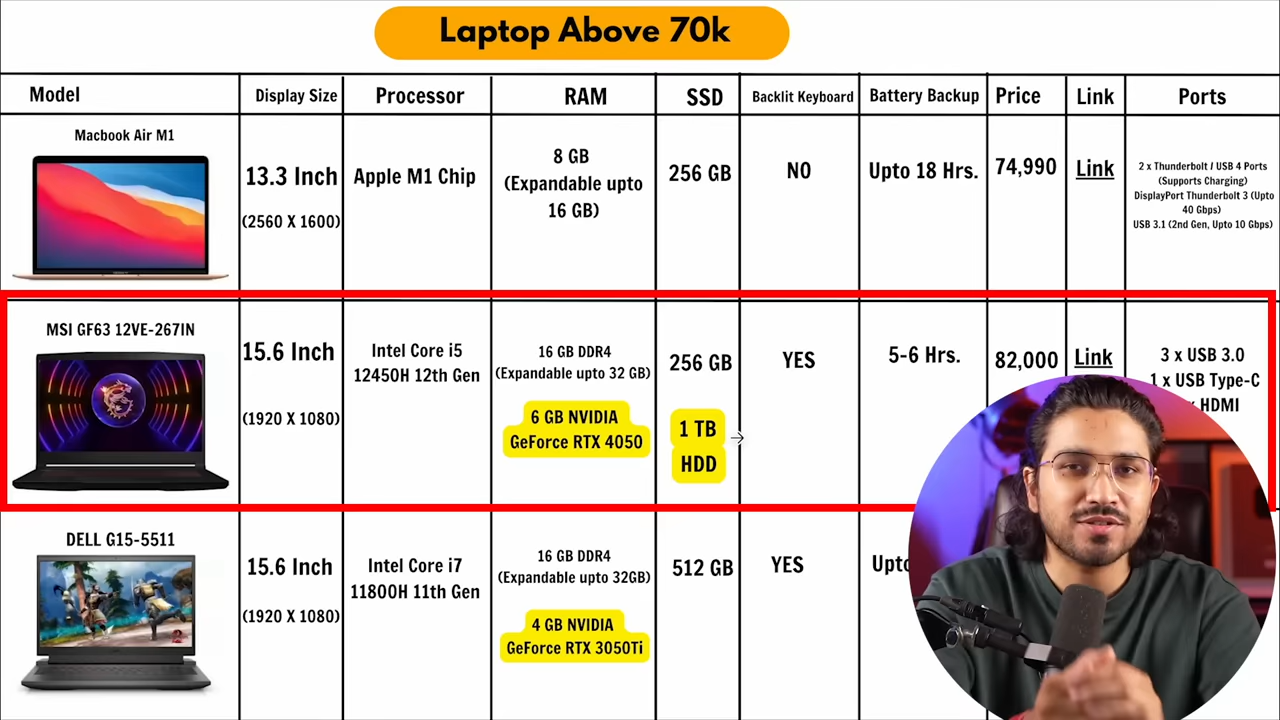 Laptop Above 70k
Model
Display Size
Processor
RAM
SSD
Backlit Keyboard
Battery Backup
Price
Link
Ports
Macbook Air M1
13.3 Inch
(2560 X 1600)
Apple M1 Chip
8 GB
(Expandable upto
16 GB)
256 GB
NO
Upto 18 Hrs.
74,990
Link
2 x Thunderbolt / USB 4 Ports
(Supports Charging)
DisplayPort Thunderbolt 3 (Upto
40 Gbps)
USB 3.1 (2nd Gen, Upto 10 Gbps)
MSI GF63 12VE-267IN
15.6 Inch
(1920 X 1080)
Intel Core i5
12450H 12th Gen
16 GB DDR4
(Expandable upto 32 GB)
6 GB NVIDIA
GeForce RTX 4050
256 GB
1 TB
HDD
YES
5-6 Hrs.
82,000
Link
3 x USB 3.0
1 x USB Type-C
HDMI
DELL G15-5511
15.6 Inch
(1920 X 1080)
Intel Core i7
11800H 11th Gen
16 GB DDR4
(Expandable upto 32GB)
4 GB NVIDIA
GeForce RTX 3050Ti
512 GB
YES
Upto